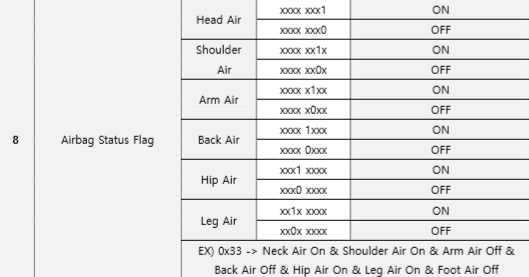 Head Air
xxxx xxx1 ON
xxxx xxx0 OFF
Shoulder Air
xxxx xx1x ON
xxxx xx0x OFF
Arm Air
xxxx x1xx ON
xxxx x0xx OFF
8 Airbag Status Flag
Back Air
xxxx 1xxx ON
xxxx 0xxx OFF
Hip Air
xxx1 xxxx ON
xxx0 xxxx OFF
Leg Air
xx1x xxxx ON
xx0x xxxx OFF
EX) 0x33 -> Neck Air On & Shoulder Air On & Arm Air Off &
Back Air Off & Hip Air On & Leg Air On & Foot Air Off